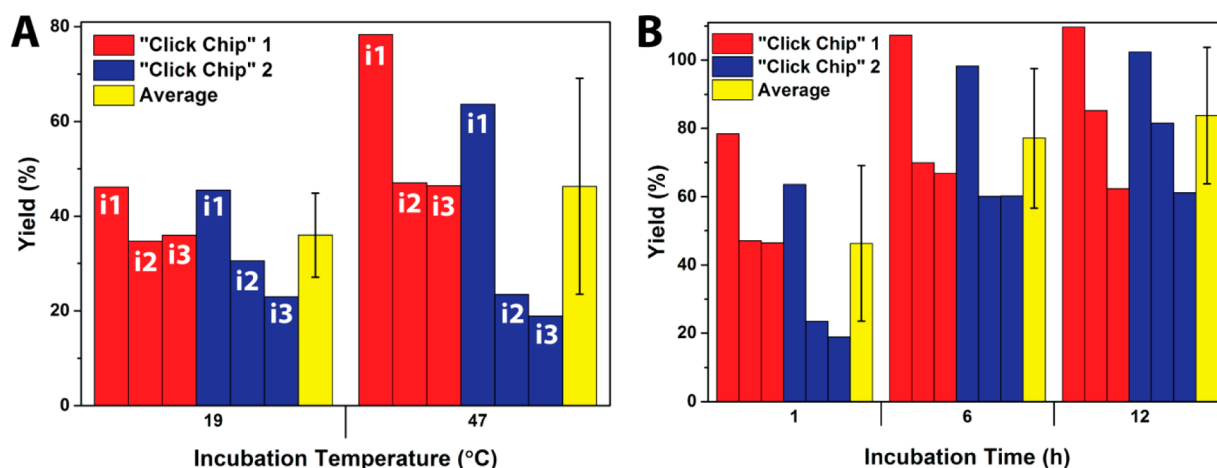 A
"Click Chip" 1
"Click Chip" 2
Average
Yield (%)
80
60
40
20
0
i1
i2
i3
i1
i2
i3
i1
i2
i3
i1
i2
i3
19
47
Incubation Temperature (°C)
B
"Click Chip" 1
"Click Chip" 2
Average
Yield (%)
100
80
60
40
20
0
1
6
12
Incubation Time (h)